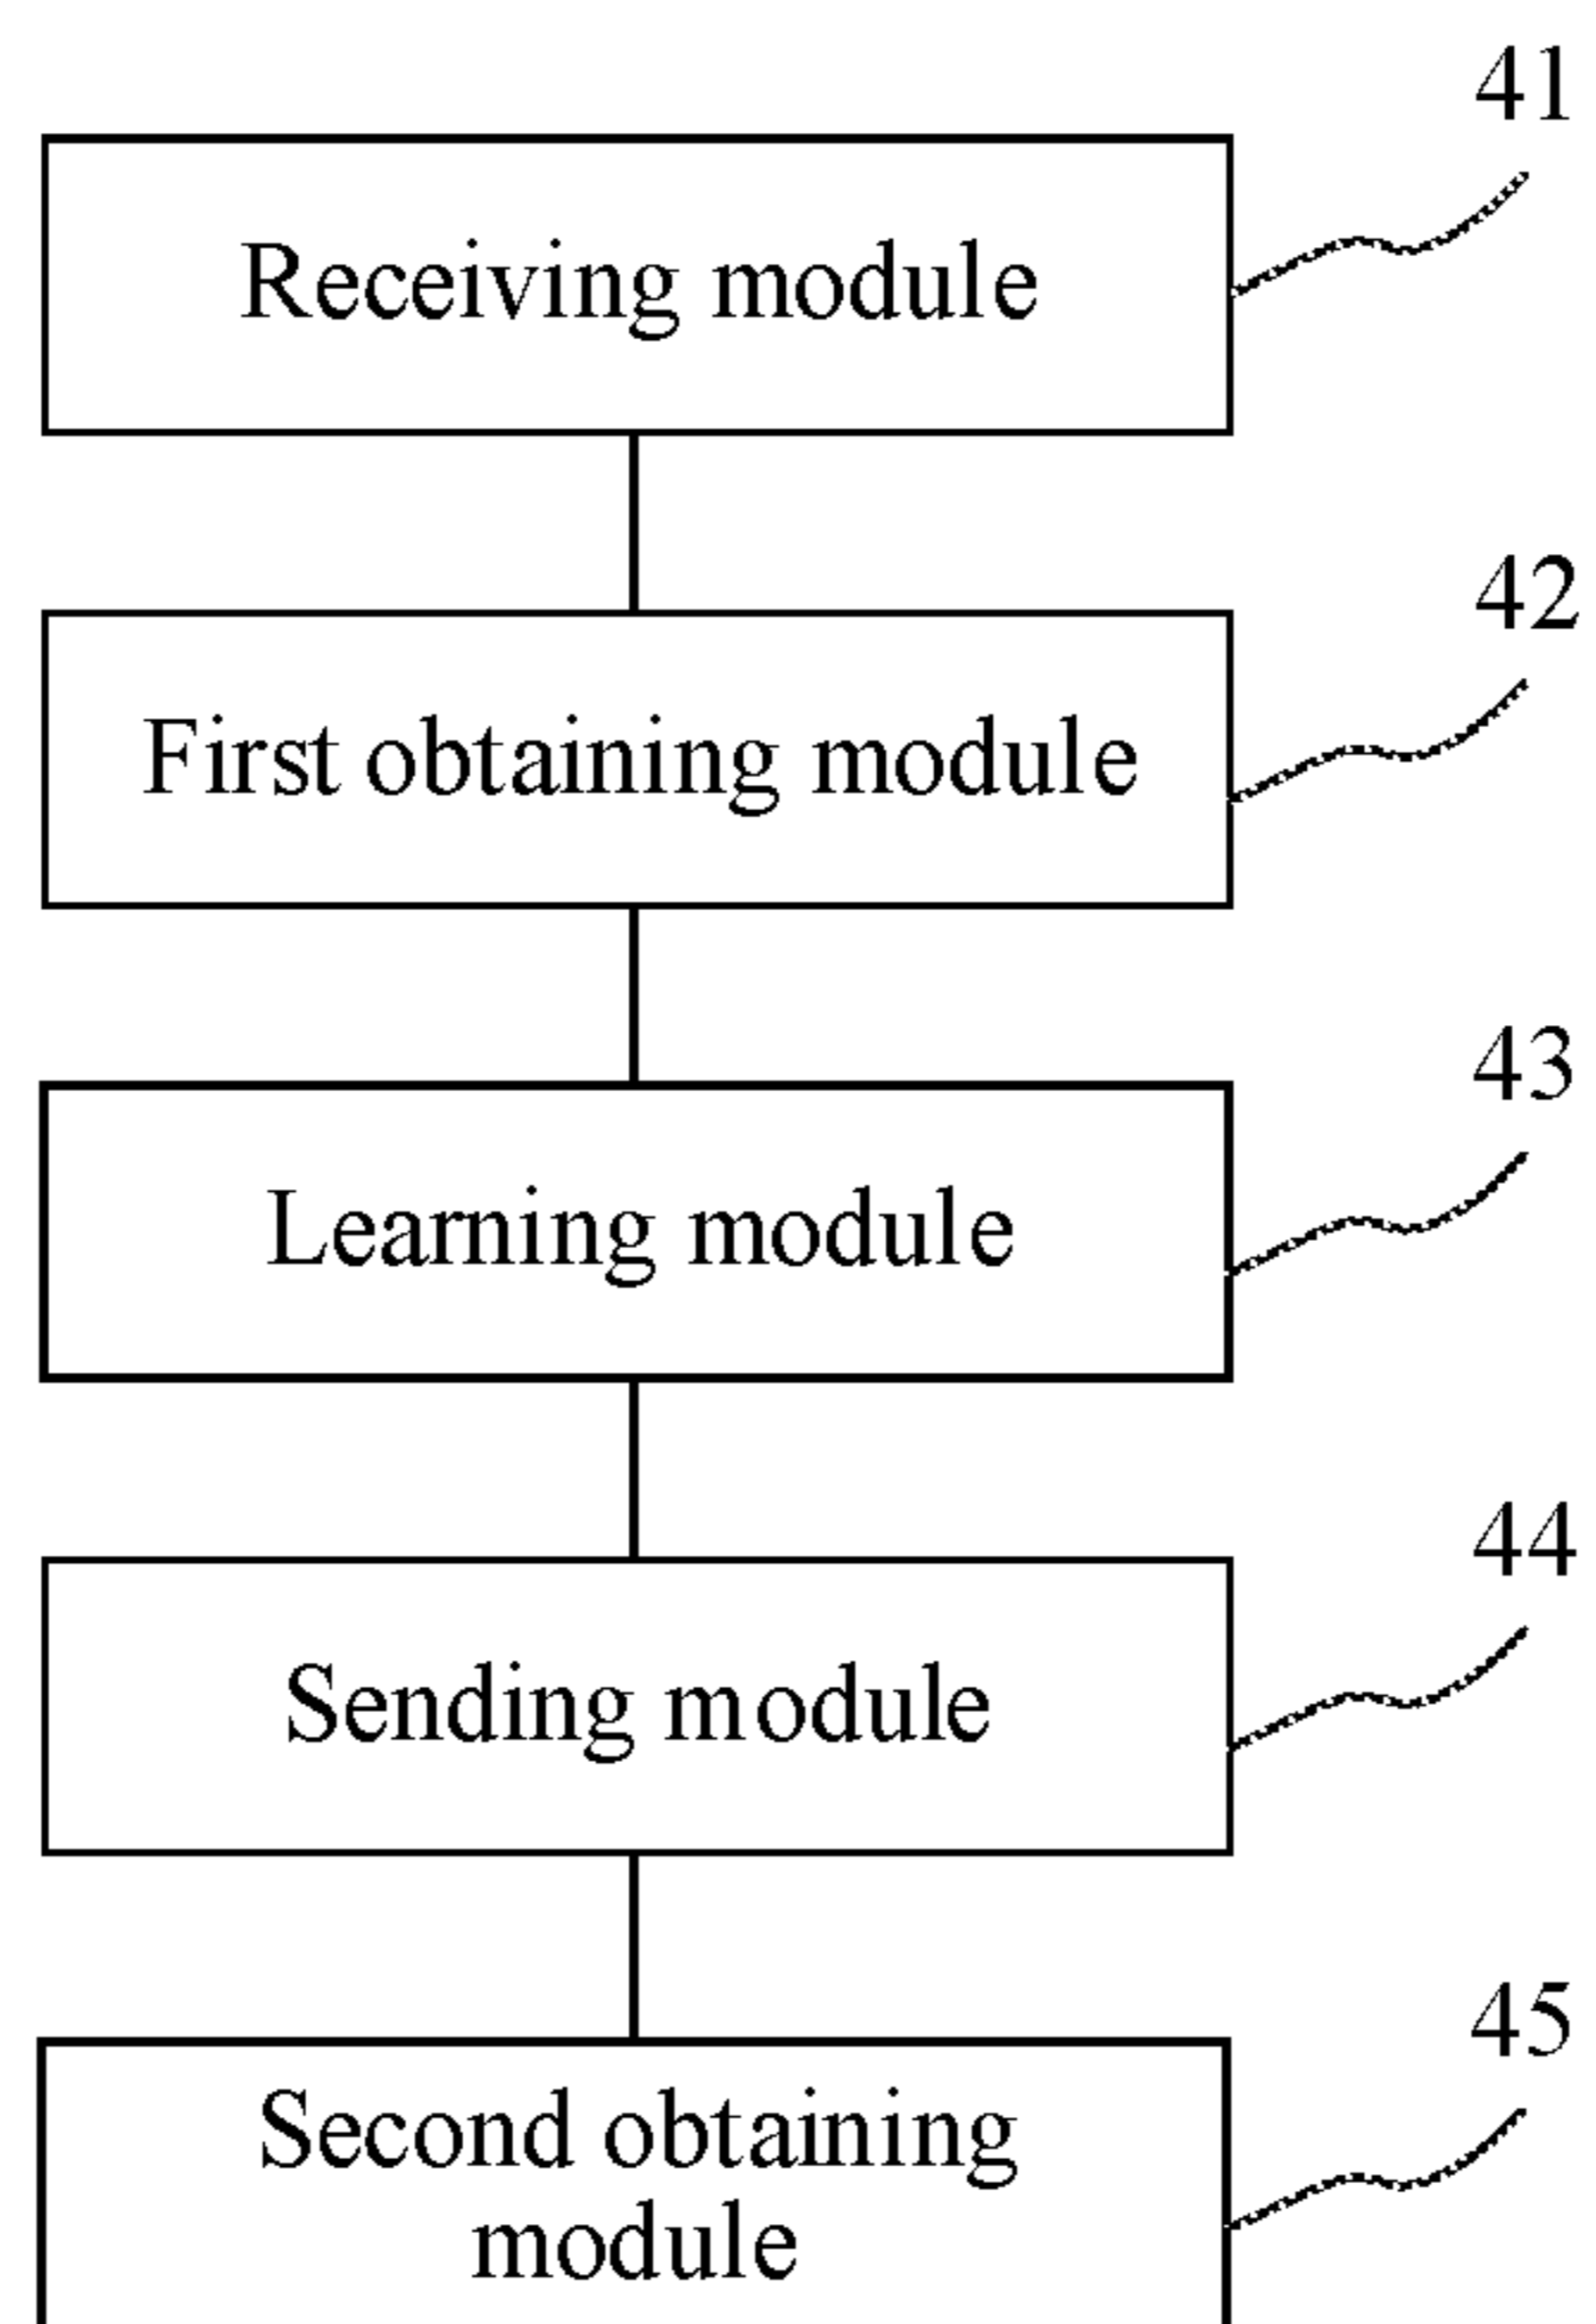 41
Receiving module
42
First obtaining module
43
Learning module
44
Sending module
45
Second obtaining
module